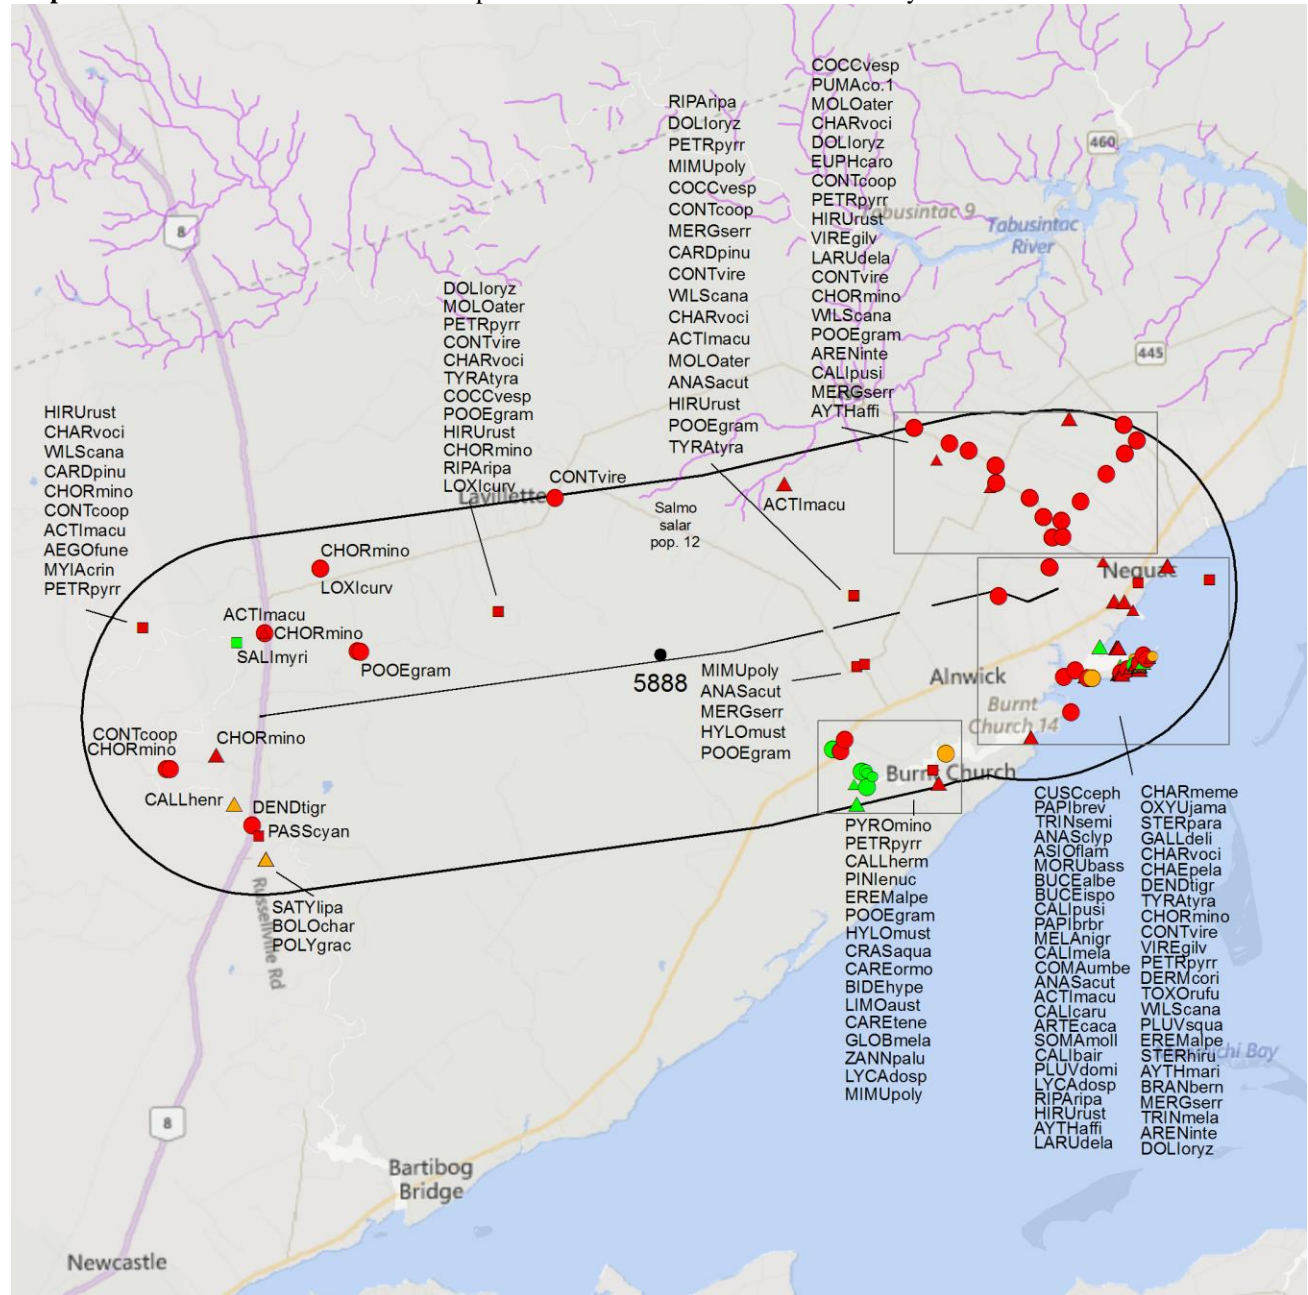 COCCvesp
PUMAco.1
MOLOater
CHARvoci
DOLIoryz
EUPHcaro
CONTcoop
PETRpyrr
HIRUrust
VIREgilv
LARUdela
CONTvire
CHORmino
WILScana
POOEgram
ARENinte
CALIpusi
MERGserr
AYTHaffi
RIPAripa
DOLIoryz
PETRpyrr
MIMUpoly
COCCvesp
CONTcoop
MERGserr
CARDpinu
CONTvire
WILScana
CHARvoci
ACTImacu
MOLOater
ANASacut
HIRUrust
POOEgram
TYRAtyra
460
Tabusintac 9
Tabusintac
River
8
445
DOLIoryz
MOLOater
PETRpyrr
CONTvire
CHARvoci
TYRAtyra
COCCvesp
POOEgram
HIRUrust
CHORmino
RIPAripa
LOXIcurv
HIRUrust
CHARvoci
WILScana
CARDpinu
CHORmino
CONTcoop
ACTImacu
AEGOfune
MYIAcrin
PETRpyrr
Lavillette
CONTvire
ACTImacu
Salmo
salar
pop. 12
CHORmino
LOXIcurv
Neguac
ACTImacu
CHORmino
SALImyri
POOEgram
5888
MIMUpoly
ANASacut
MERGserr
HYLOmust
POOEgram
Alnwick
Burnt
Church 14
CONTcoop
CHORmino
CHORmino
CALLhenr
DENDtigr
PASScyan
Burnt Church
SATYlipa
BOLOchar
POLYgrac
Russellville Rd
PYROmino
PETRpyrr
CALLherm
PINIenuc
EREMalpe
POOEgram
HYLOmust
CRASaqua
CAREormo
BIDEhype
LIMOaust
CAREtene
GLOBmela
ZANNpalu
LYCAdosp
MIMUpoly
CUSCceph
PAPIbrev
TRINsemi
ANASclyp
ASIOflam
MORUbass
BUCEalbe
BUCEispo
CALIpusi
PAPIbrbr
MELAnigr
CALImela
COMAumbe
ANASacut
ACTImacu
CALIcaru
ARTEcaca
SOMAmoll
CALIbair
PLUVdomi
LYCAdosp
RIPAripa
HIRUrust
AYTHaffi
LARUdela
CHARmeme
OXYUjama
STERpara
GALLdeli
CHARvoci
CHAEpela
DENDtigr
TYRAtyra
CHORmino
CONTvire
VIREgilv
PETRpyrr
DERMcori
TOXOrufu
WILScana
PLUVsqua
EREMalpe
STERhiru
AYTHmari
BRANbern
MERGserr
TRINmela
ARENinte
DOLIoryz
Bay
8
Bartibog
Bridge
Newcastle